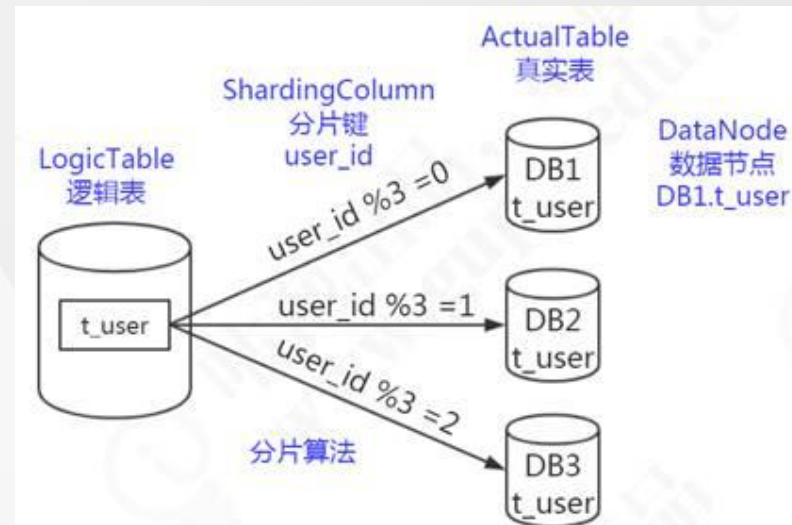 ActualTable
真实表
ShardingColumn
分片键
user_id
DataNode
数据节点
DB1.t_user
LogicTable
逻辑表
t_user
user_id %3 =0
user_id %3 =1
user_id %3 =2
DB1
t_user
DB2
t_user
DB3
t_user
分片算法